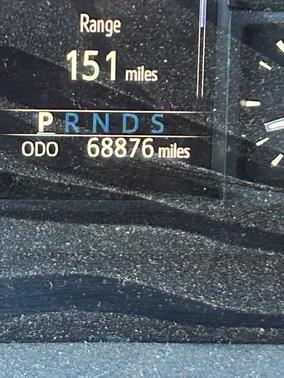 Range
151 miles
P R N D S
ODO 68876 miles